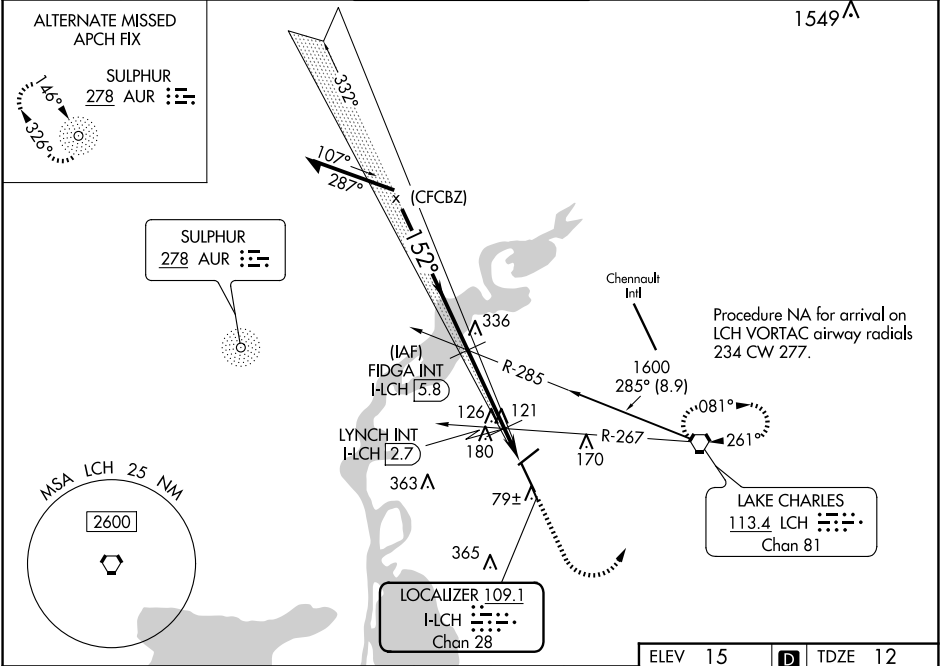 ALTERNATE MISSED
APCH FIX
SULPHUR
278 AUR
146°
326°
1549
332°
107°
287°
(CFCBZ)
152°
SULPHUR
278 AUR
Chennault
Intl
Procedure NA for arrival on
LCH VORTAC airway radials
234 CW 277.
336
(IAF)
FIDGA INT
I-LCH 5.8
R-285
1600
285° (8.9)
081°
261°
126
121
LYNCH INT
I-LCH 2.7
180
R-267
170
MSA LCH 25 NM
2600
363
79±
LAKE CHARLES
113.4 LCH
Chan 81
365
LOCALIZER 109.1
I-LCH
Chan 28
ELEV 15
D
TDZE 12